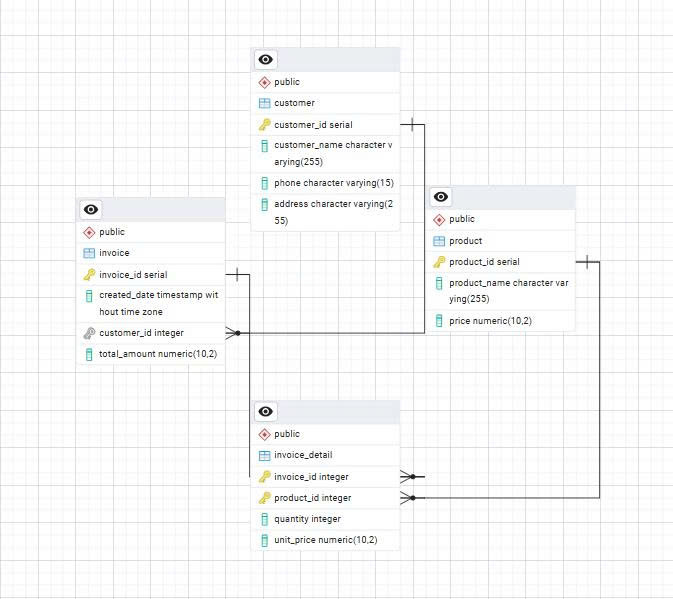 public
customer
customer_id serial
customer_name character v
arying(255)
phone character varying(15)
address character varying(2
55)
public
product
product_id serial
product_name character var
ying(255)
price numeric(10,2)
public
invoice
invoice_id serial
created_date timestamp wit
hout time zone
customer_id integer
total_amount numeric(10,2)
public
invoice_detail
invoice_id integer
product_id integer
quantity integer
unit_price numeric(10,2)